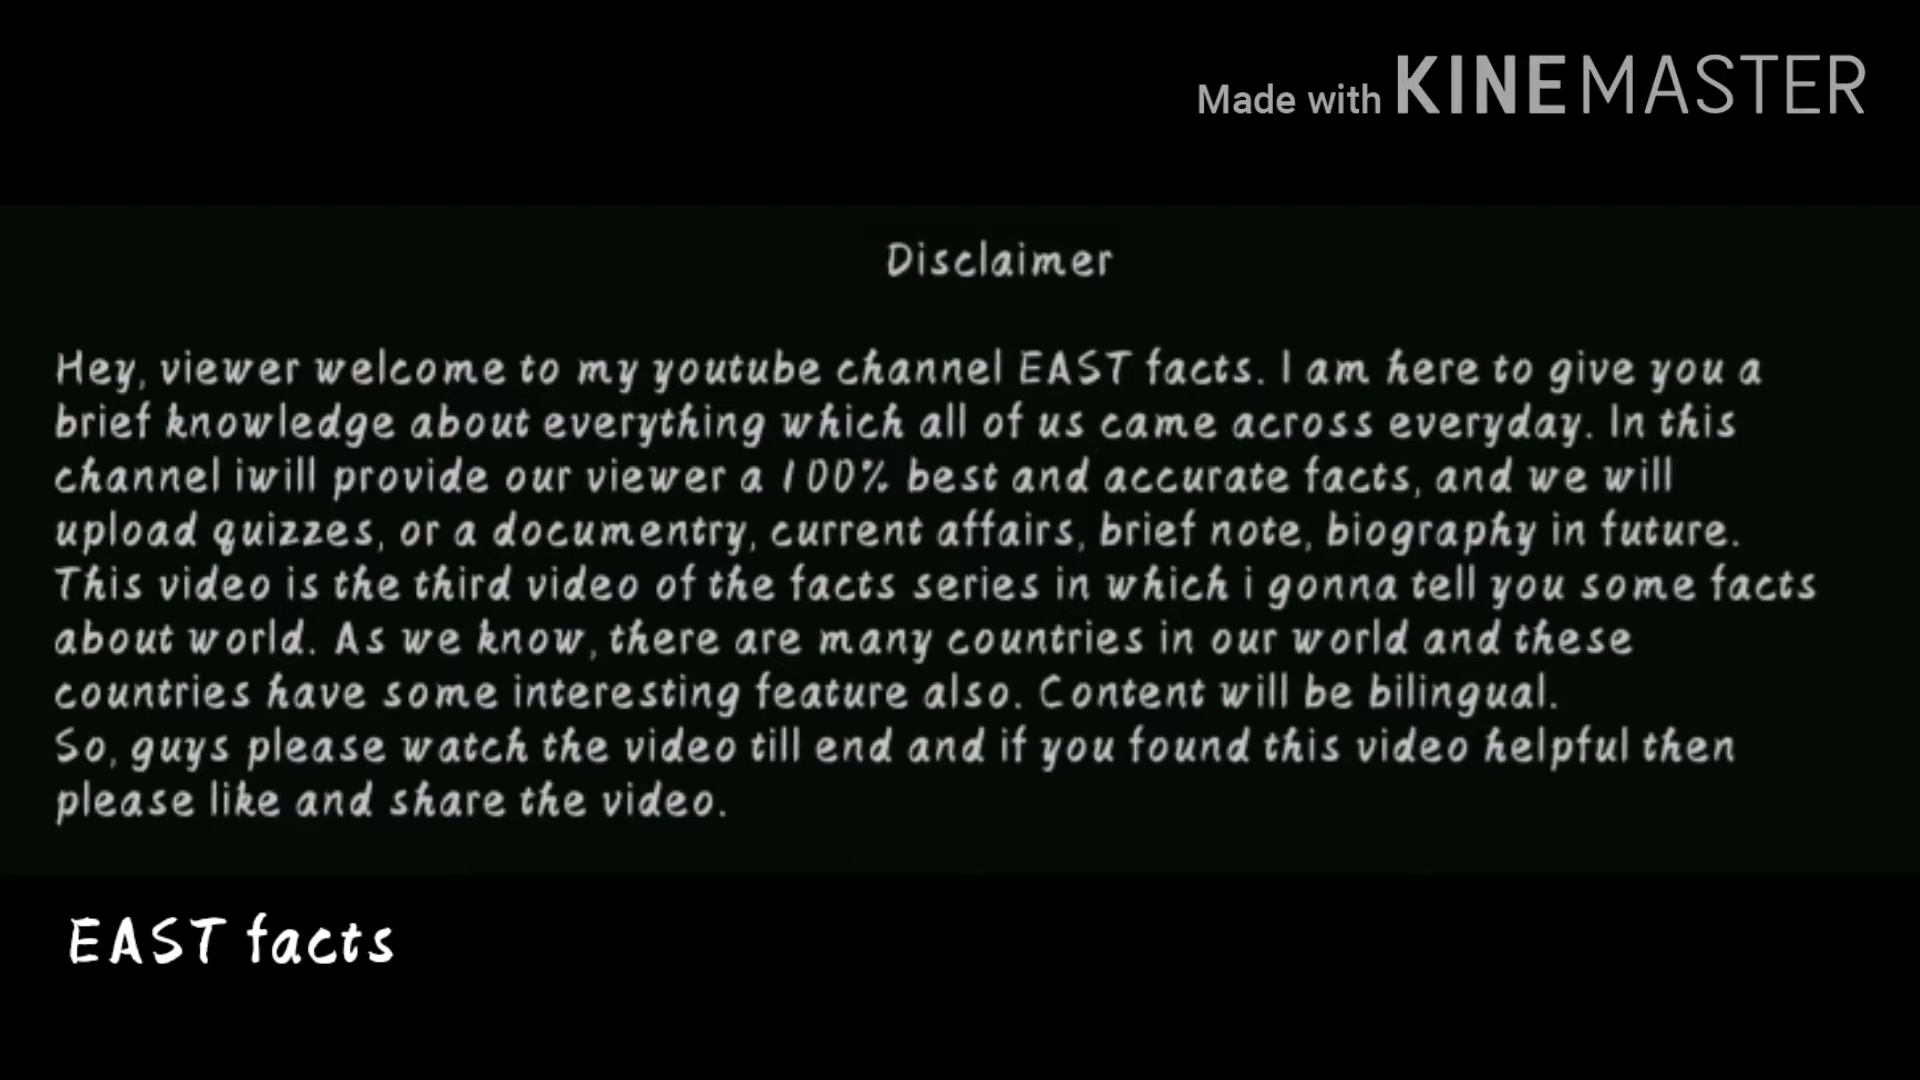 Made with KINEMASTER
Disclaimer
Hey, viewer welcome to my youtube channel EAST facts. I am here to give you a
brief knowledge about everything which all of us came across everyday. In this
channel iwill provide our viewer a 100% best and accurate facts, and we will
upload quizzes, or a documentry, current affairs, brief note, biography in future.
This video is the third video of the facts series in which i gonna tell you some facts
about world. As we know, there are many countries in our world and these
countries have some interesting feature also. Content will be bilingual.
So, guys please watch the video till end and if you found this video helpful then
please like and share the video.
EAST facts